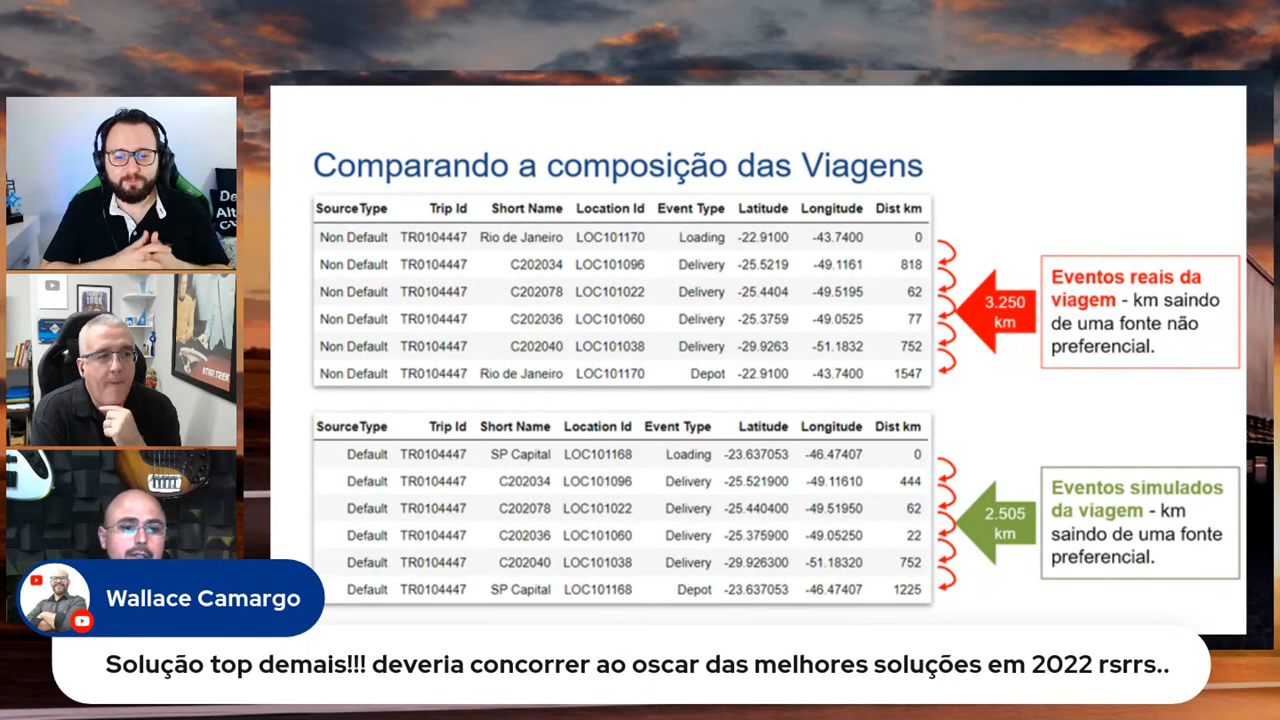 Comparando a composição das Viagens
SourceType Trip Id Short Name Location Id Event Type Latitude Longitude Dist km
Non Default TR0104447 Rio de Janeiro LOC101170 Loading -22.9100 -43.7400 0
Non Default TR0104447 C202034 LOC101096 Delivery -25.5219 -49.1161 818
Non Default TR0104447 C202078 LOC101022 Delivery -25.4404 -49.5195 62
Non Default TR0104447 C202036 LOC101060 Delivery -25.3759 -49.0525 77
Non Default TR0104447 C202040 LOC101038 Delivery -29.9263 -51.1832 752
Non Default TR0104447 Rio de Janeiro LOC101170 Depot -22.9100 -43.7400 1547
3.250
km
Eventos reais da
viagem - km saindo
de uma fonte não
preferencial.
SourceType Trip Id Short Name Location Id Event Type Latitude Longitude Dist km
Default TR0104447 SP Capital LOC101168 Loading -23.637053 -46.47407 0
Default TR0104447 C202034 LOC101096 Delivery -25.521900 -49.11610 444
Default TR0104447 C202078 LOC101022 Delivery -25.440400 -49.51950 62
Default TR0104447 C202036 LOC101060 Delivery -25.375900 -49.05250 22
Default TR0104447 C202040 LOC101038 Delivery -29.926300 -51.18320 752
Default TR0104447 SP Capital LOC101168 Depot -23.637053 -46.47407 1225
2.505
km
Eventos simulados
da viagem - km
saindo de uma fonte
preferencial.
STAR TREK
Wallace Camargo
Solução top demais!!! deveria concorrer ao oscar das melhores soluções em 2022 rsrrs..